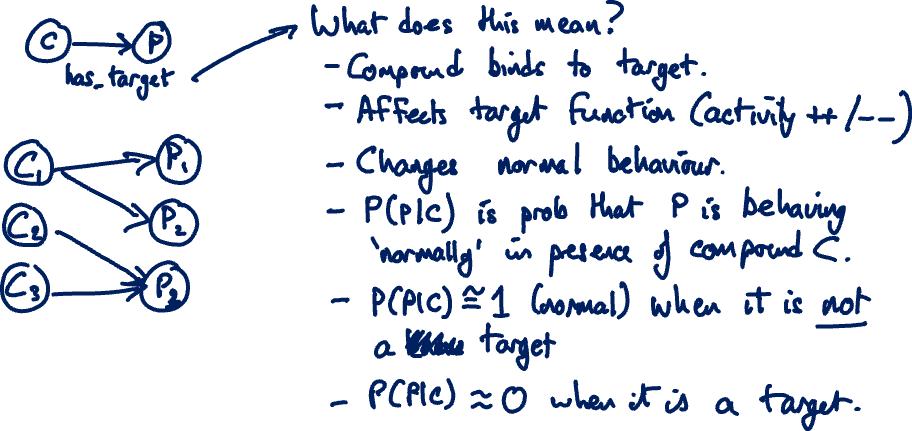 C P
has_target
C1 P1
C2 P2
C3 P3
What does this mean?
- Compound binds to target.
- Affects target function (activity ++/--)
- Changes normal behaviour.
- P(P|C) is prob that P is behaving
'normally' in presence of compound C.
- P(P|C) ≅ 1 (normal) when it is not
a target
- P(P|C) ≈ 0 when it is a target.